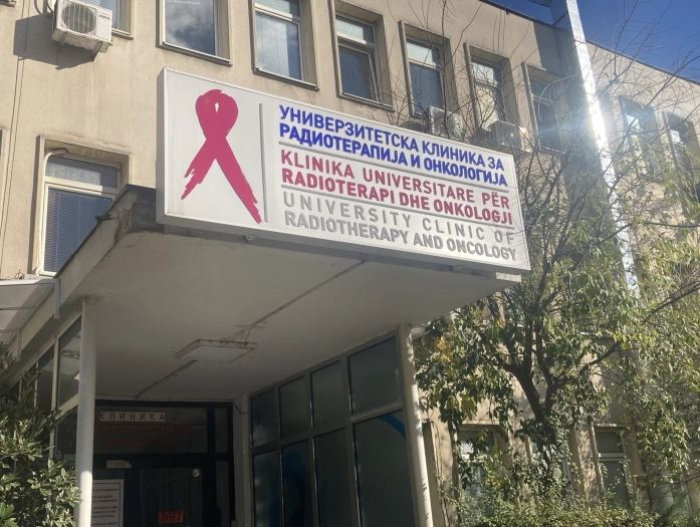 УНИВЕРЗИТЕТСКА КЛИНИКА ЗА
РАДИОТЕРАПИЈА И ОНКОЛОГИЈА
KLINIKA UNIVERSITARE PËR
RADIOTERAPI DHE ONKOLOGJI
UNIVERSITY CLINIC OF
RADIOTHERAPY AND ONCOLOGY
КЛИНИКА